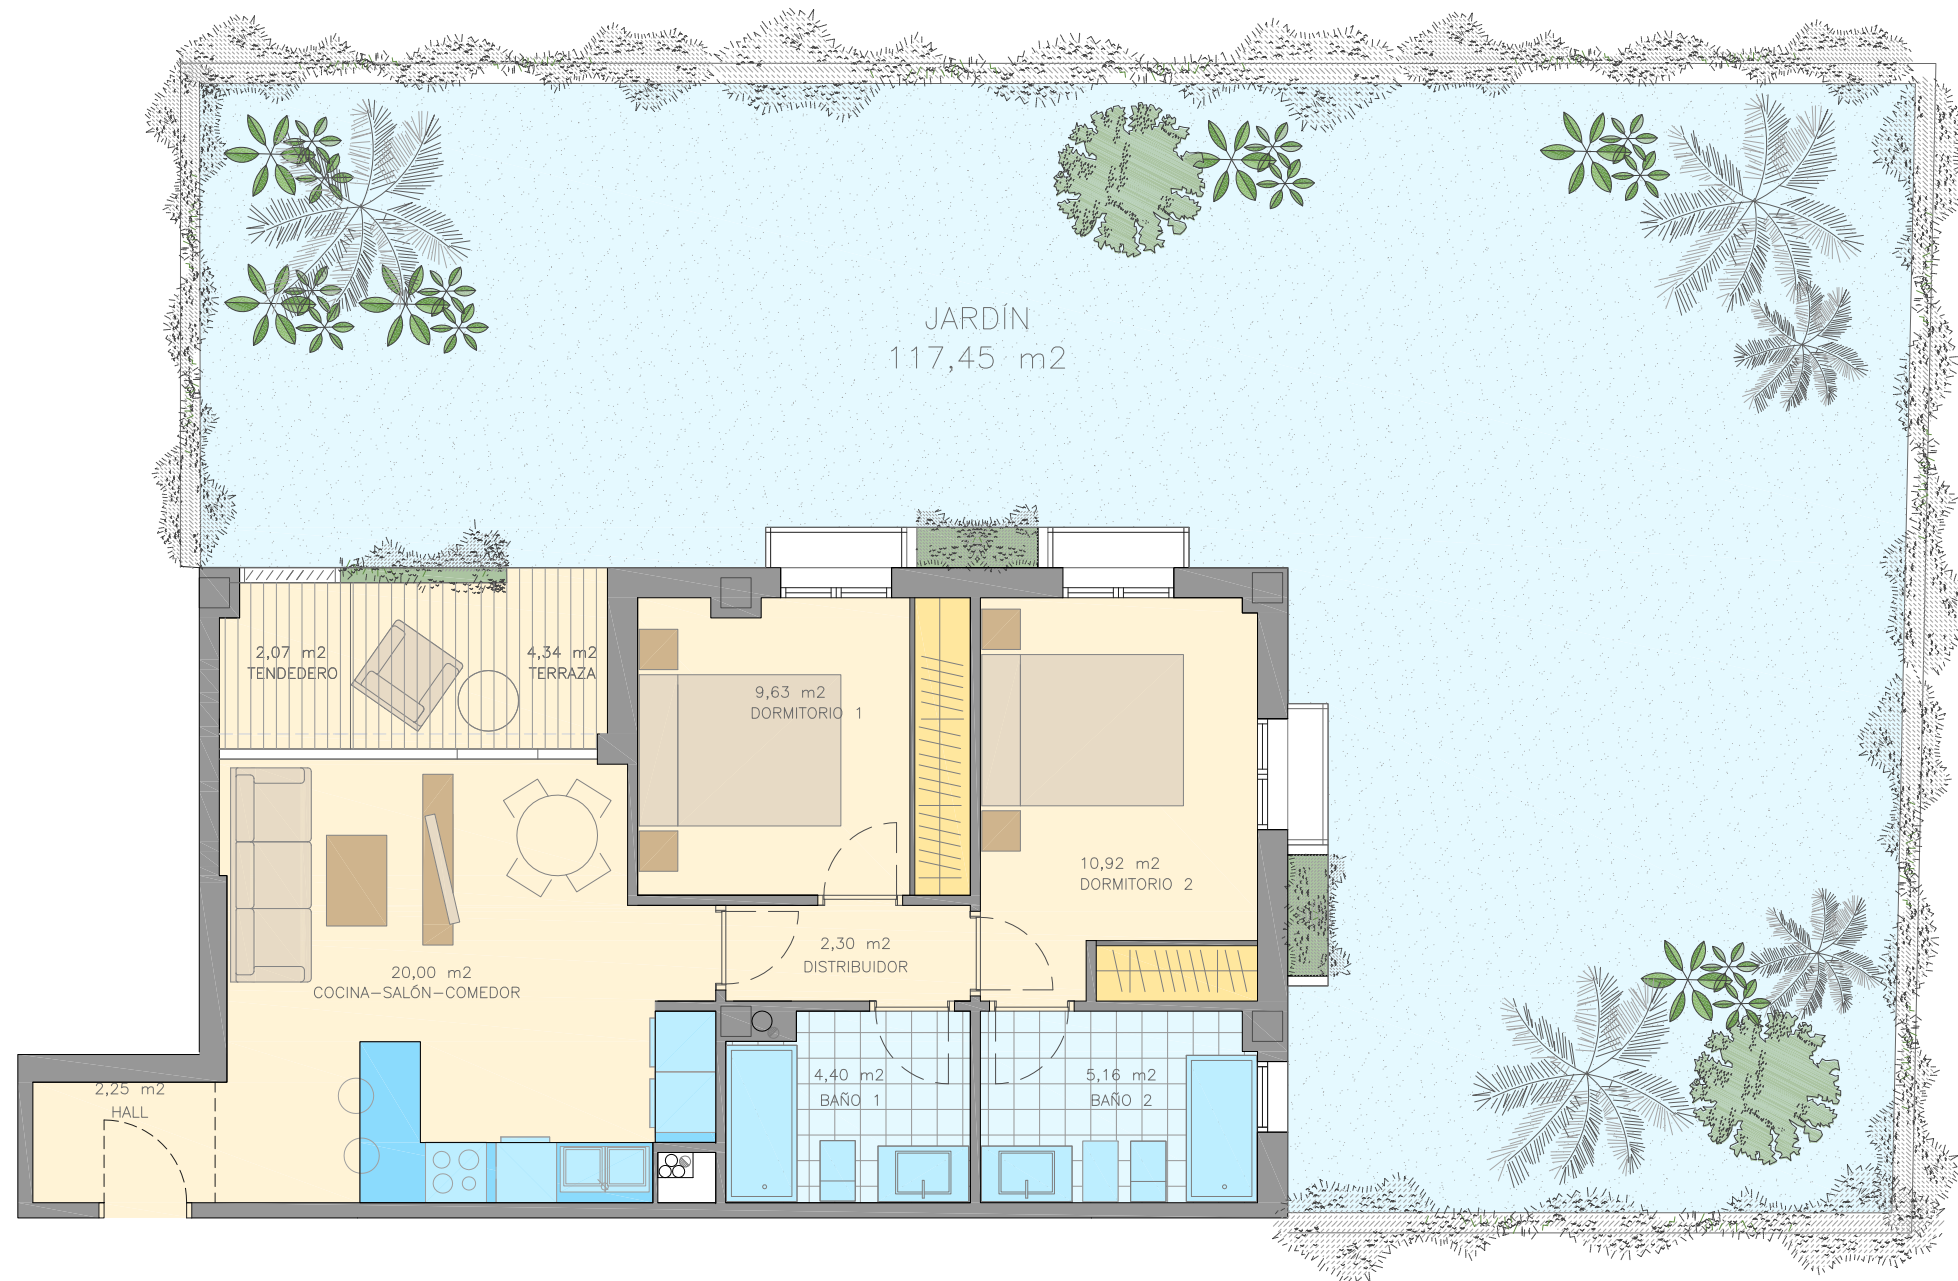 JARDÍN
117,45 m2
2,07 m2
TENDEDERO
4,34 m2
TERRAZA
9,63 m2
DORMITORIO 1
10,92 m2
DORMITORIO 2
2,30 m2
DISTRIBUIDOR
20,00 m2
COCINA-SALÓN-COMEDOR
2,25 m2
HALL
4,40 m2
BAÑO 1
5,16 m2
BAÑO 2